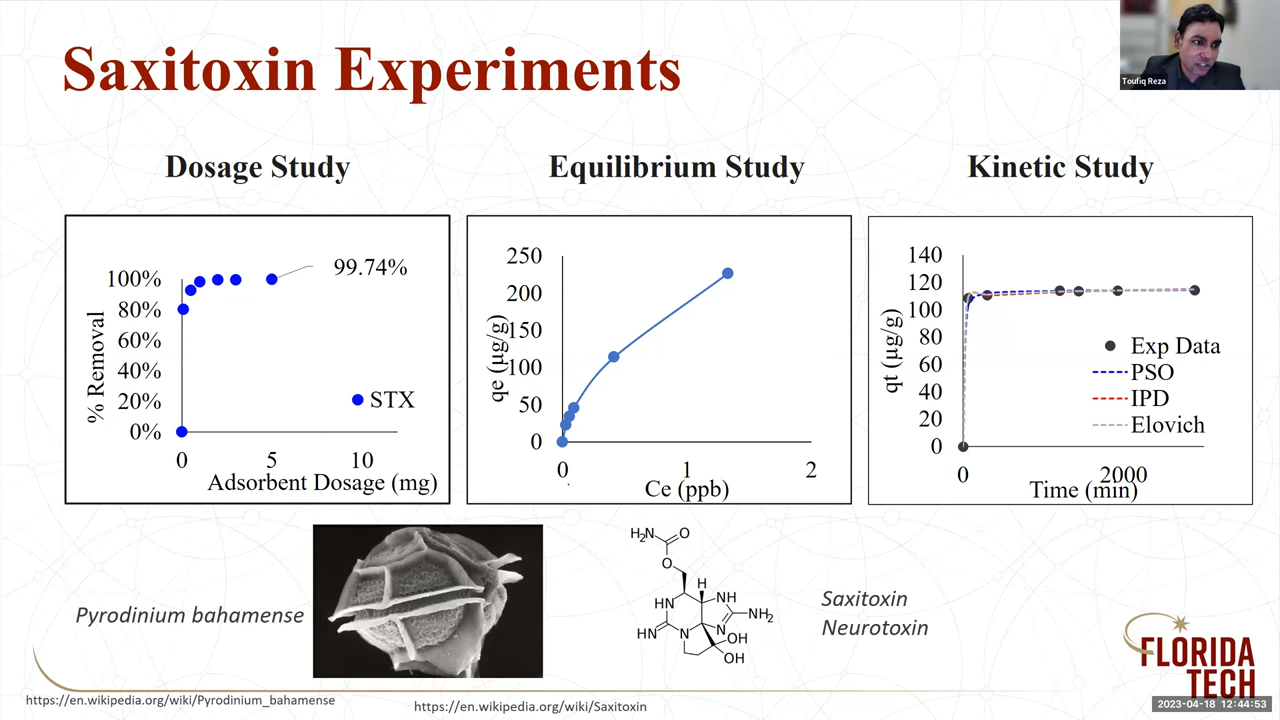 Saxitoxin Experiments
Toufiq Reza
Dosage Study
100%
80%
60%
40%
20%
0%
% Removal
99.74%
STX
0
5
10
Adsorbent Dosage (mg)
Equilibrium Study
250
200
150
100
50
0
qe (µg/g)
0
1
2
Ce (ppb)
Kinetic Study
140
120
100
80
60
40
20
0
qt (µg/g)
Exp Data
PSO
IPD
Elovich
0
2000
Time (min)
Pyrodinium bahamense
H₂N
O
O
H
HN
NH
NH₂
HN
N
N
OH
OH
Saxitoxin
Neurotoxin
https://en.wikipedia.org/wiki/Pyrodinium_bahamense
https://en.wikipedia.org/wiki/Saxitoxin
FLORIDA
TECH
2023-04-18 12:44:53